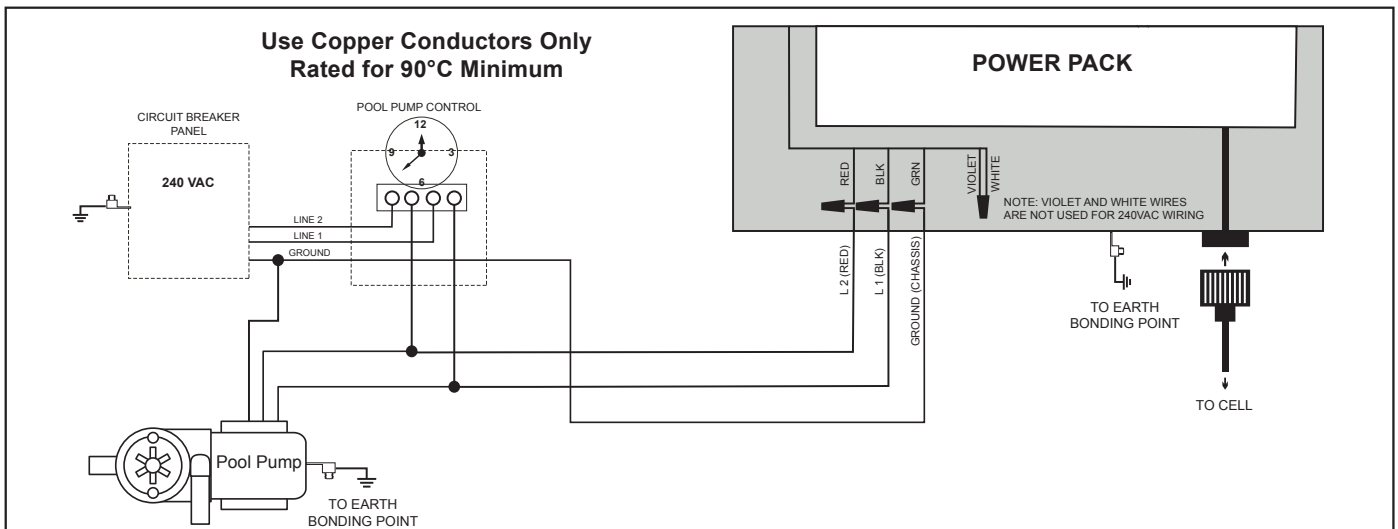 Use Copper Conductors Only
Rated for 90°C Minimum
POWER PACK
CIRCUIT BREAKER
PANEL
240 VAC
POOL PUMP CONTROL
12
9
3
6
LINE 2
LINE 1
GROUND
RED
BLK
GRN
VIOLET
WHITE
NOTE: VIOLET AND WHITE WIRES
ARE NOT USED FOR 240VAC WIRING
L 2 (RED)
L 1 (BLK)
GROUND (CHASSIS)
TO EARTH
BONDING POINT
TO CELL
Pool Pump
TO EARTH
BONDING POINT